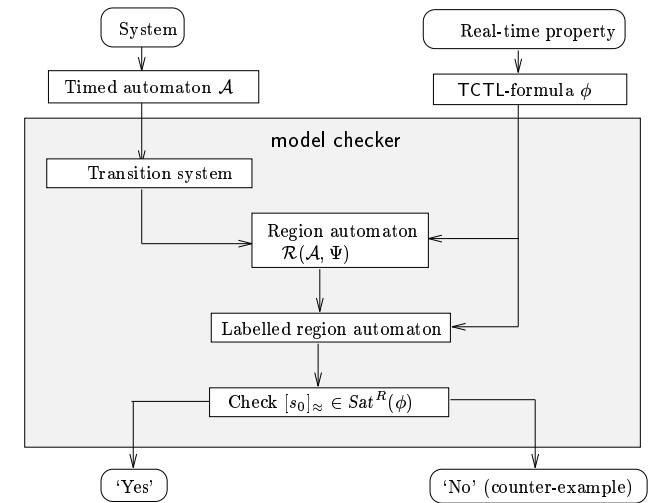 System
Real-time property
Timed automaton 𝒜
TCTL-formula ϕ
model checker
Transition system
Region automaton
ℛ(𝒜, Ψ)
Labelled region automaton
Check [s₀]≈ ∈ Satᴿ(ϕ)
‘Yes’
‘No’ (counter-example)